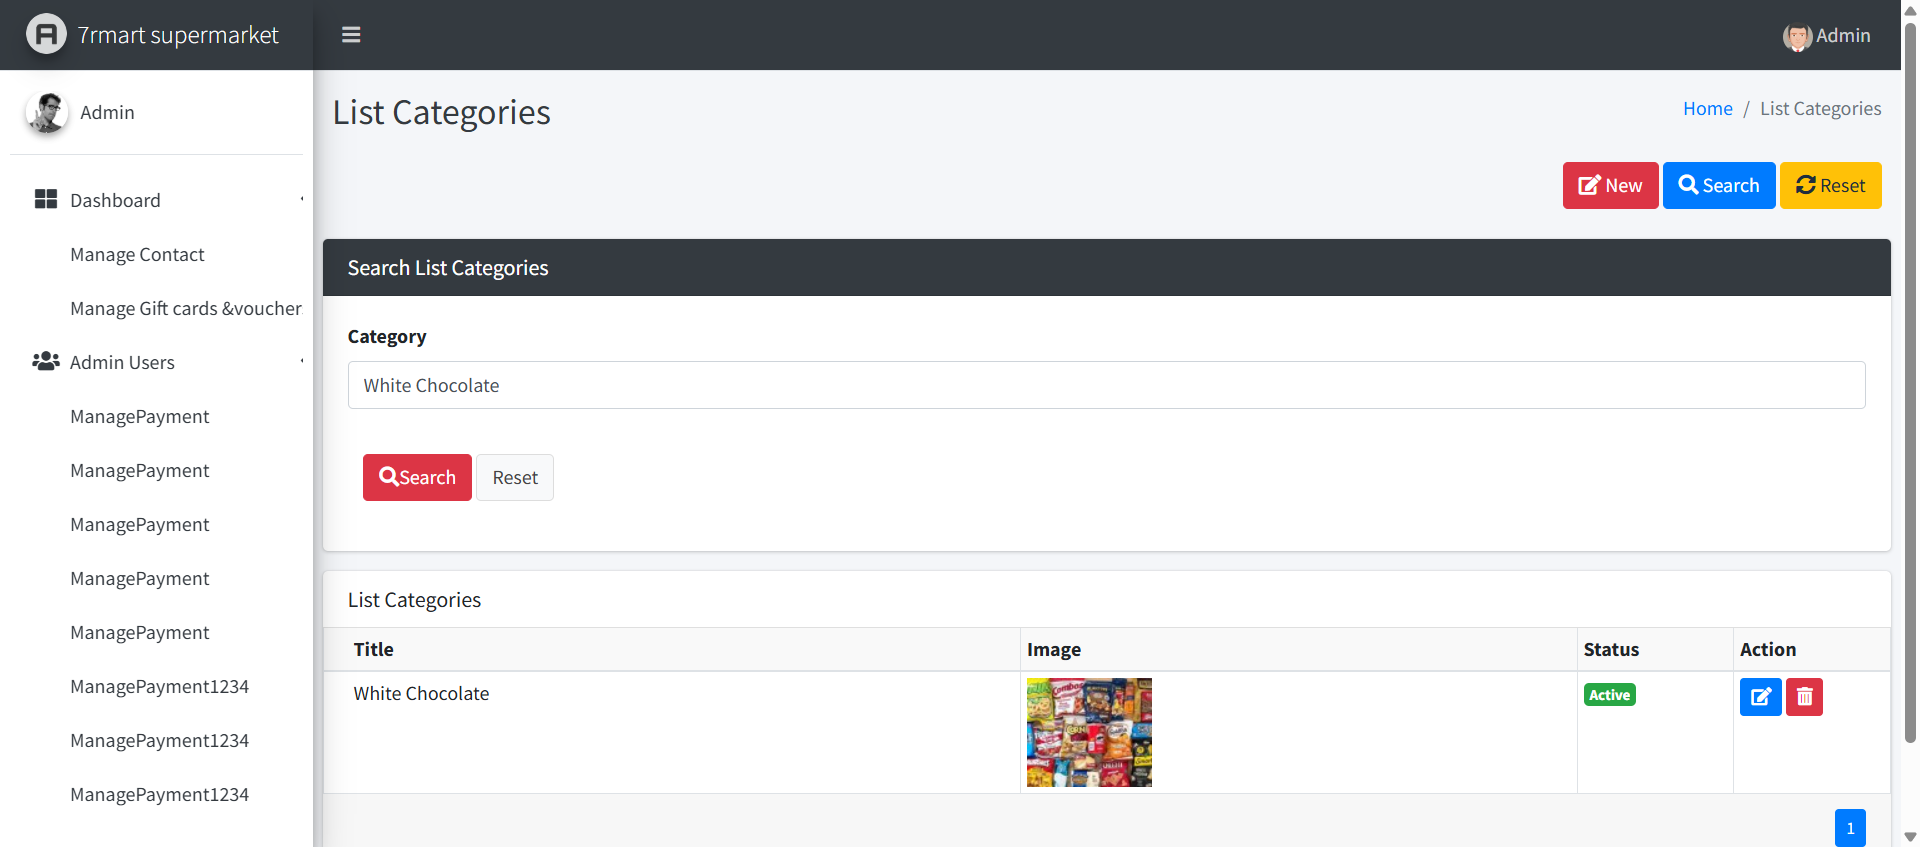 7rmart supermarket
Admin
Admin
List Categories
Home / List Categories
New
Search
Reset
Dashboard
Manage Contact
Manage Gift cards &voucher
Admin Users
ManagePayment
ManagePayment
ManagePayment
ManagePayment
ManagePayment
ManagePayment1234
ManagePayment1234
ManagePayment1234
Search List Categories
Category
White Chocolate
Search
Reset
List Categories
Title Image Status Action
White Chocolate
Combos
Active
1